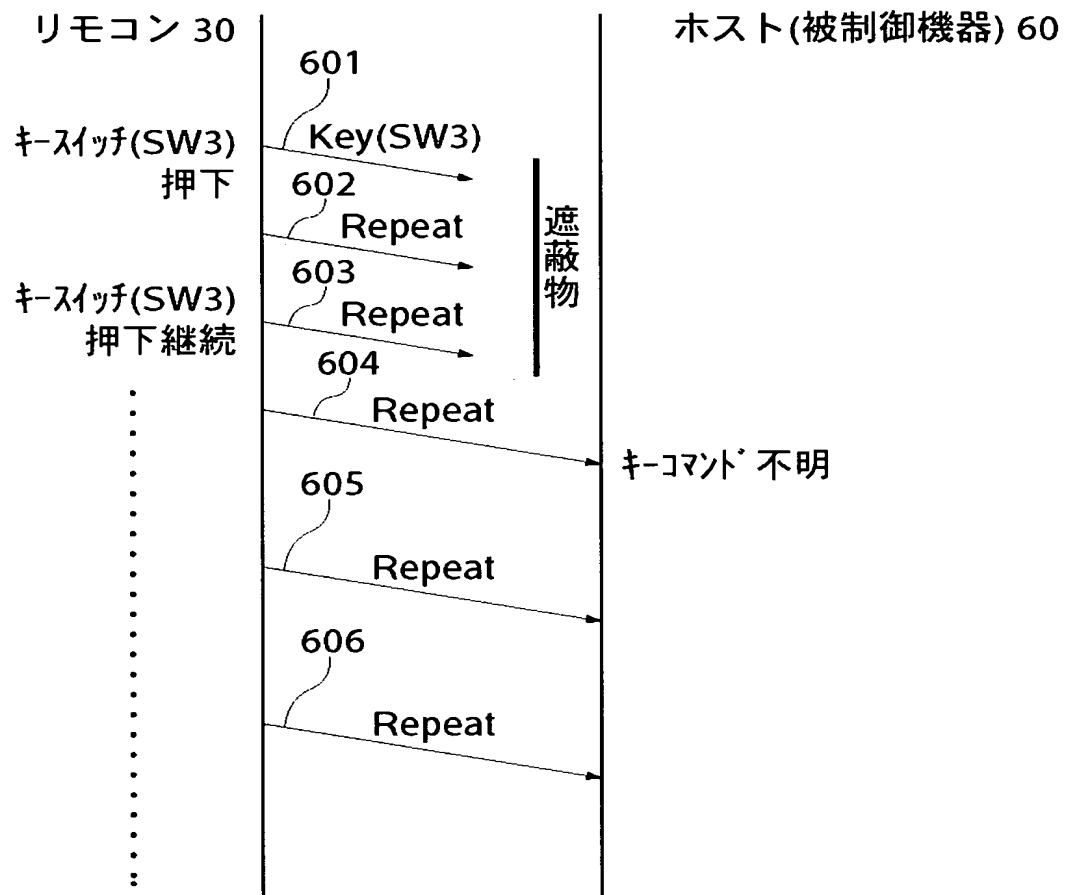 リモコン 30
ホスト(被制御機器) 60
601
ｷｰｽｲｯﾁ(SW3)
押下
Key(SW3)
602
Repeat
遮蔽物
603
ｷｰｽｲｯﾁ(SW3)
押下継続
Repeat
604
Repeat
ｷｰｺﾏﾝﾄﾞ 不明
605
Repeat
606
Repeat